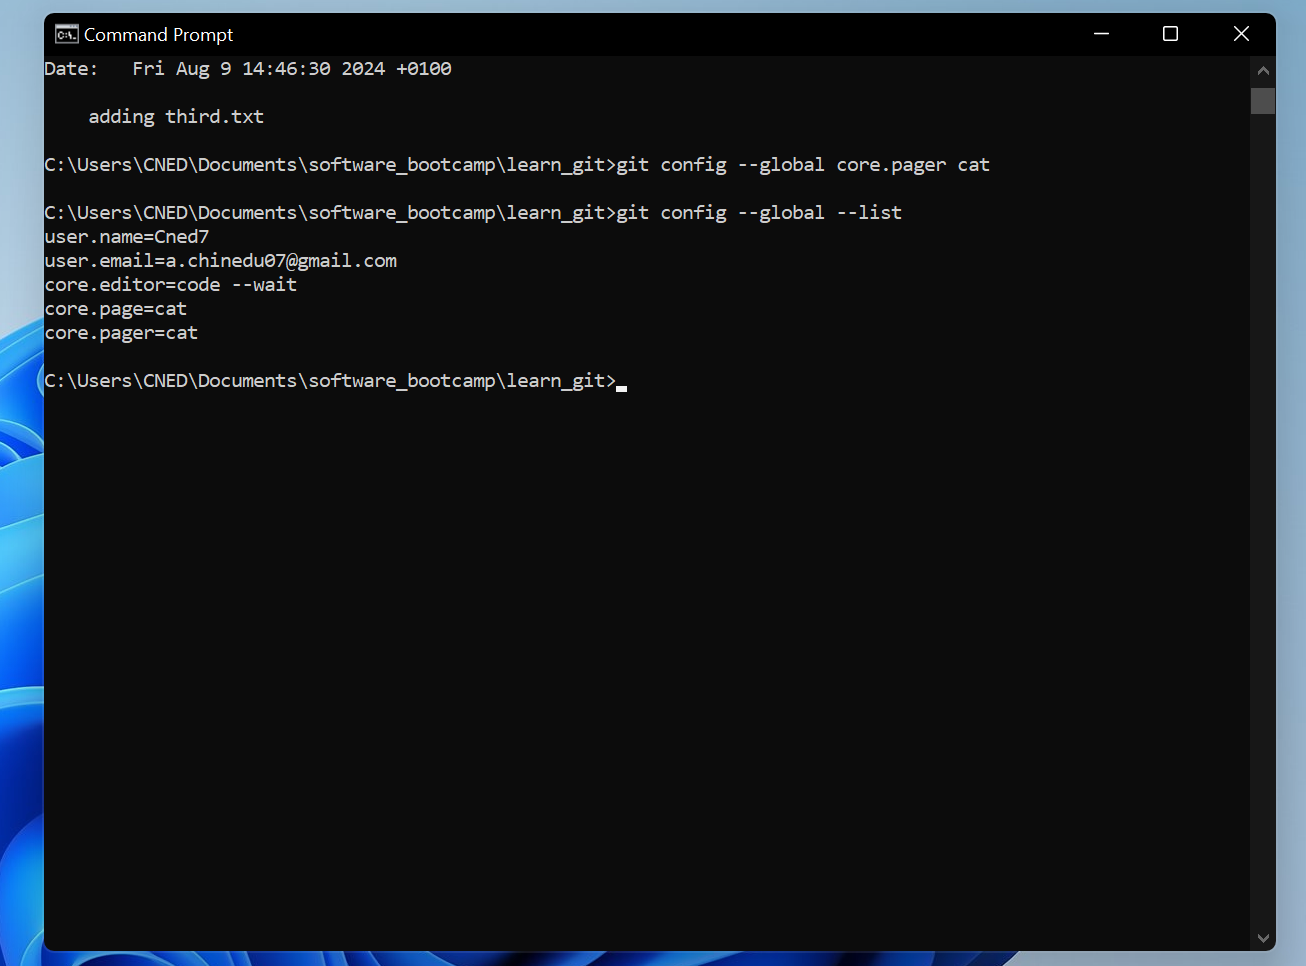 Command Prompt
Date:   Fri Aug 9 14:46:30 2024 +0100
    adding third.txt
C:\Users\CNED\Documents\software_bootcamp\learn_git>git config --global core.pager cat
C:\Users\CNED\Documents\software_bootcamp\learn_git>git config --global --list
user.name=Cned7
user.email=a.chinedu07@gmail.com
core.editor=code --wait
core.page=cat
core.pager=cat
C:\Users\CNED\Documents\software_bootcamp\learn_git>